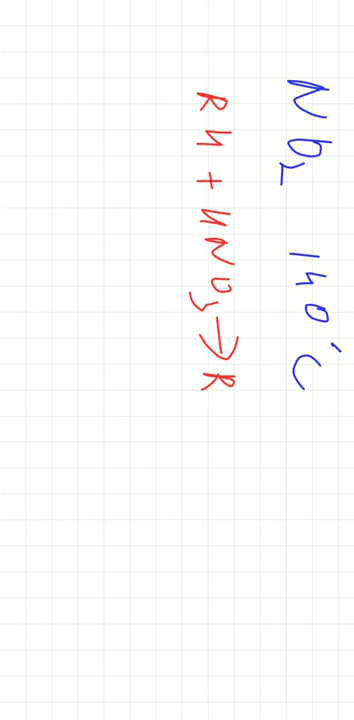 NO₂ 140°C
RH + HNO₃ → R